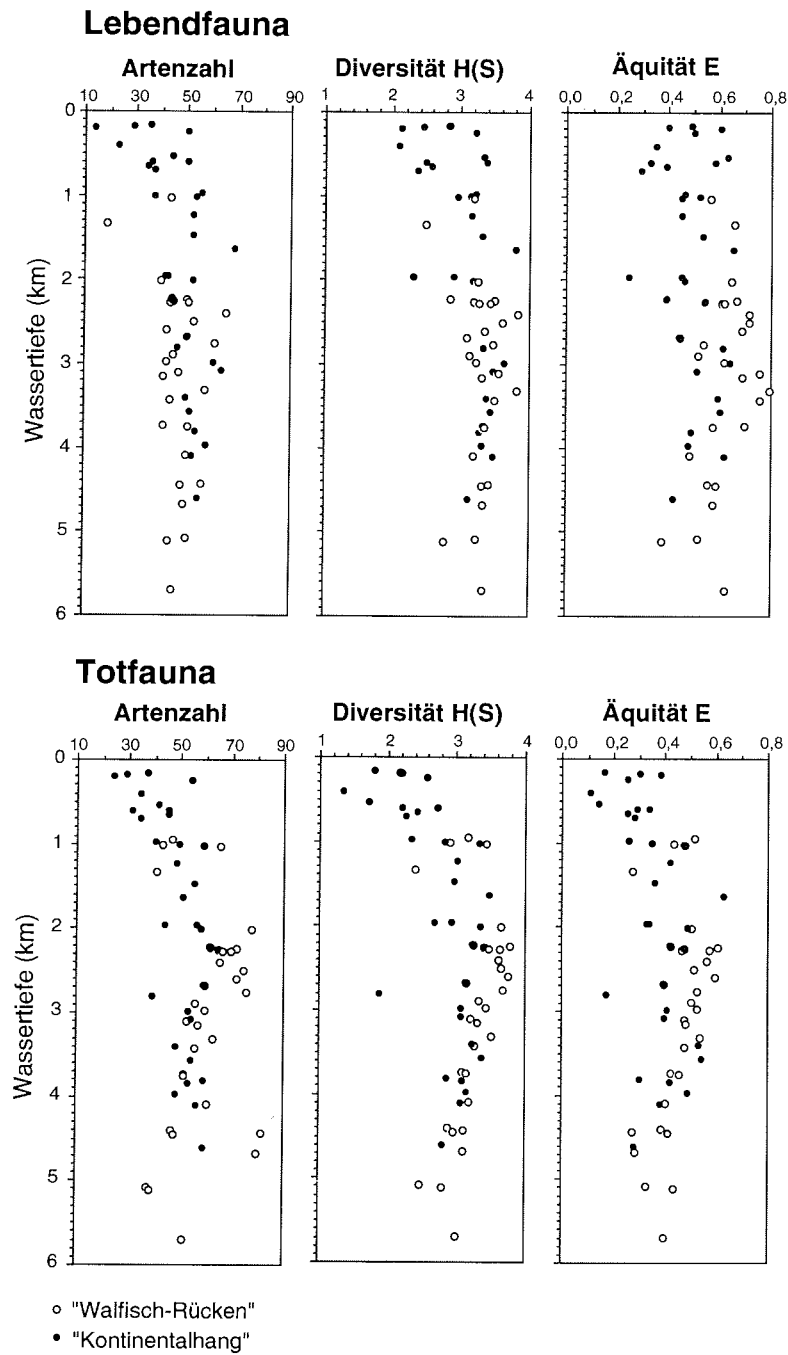 Lebendfauna
Artenzahl Diversität H(S) Äquität E
10 30 50 70 90 1 2 3 4 0,0 0,2 0,4 0,6 0,8
0
1
2
3
4
5
6
Wassertiefe (km)
Totfauna
Artenzahl Diversität H(S) Äquität E
10 30 50 70 90 1 2 3 4 0,0 0,2 0,4 0,6 0,8
0
1
2
3
4
5
6
Wassertiefe (km)
"Walfisch-Rücken"
"Kontinentalhang"